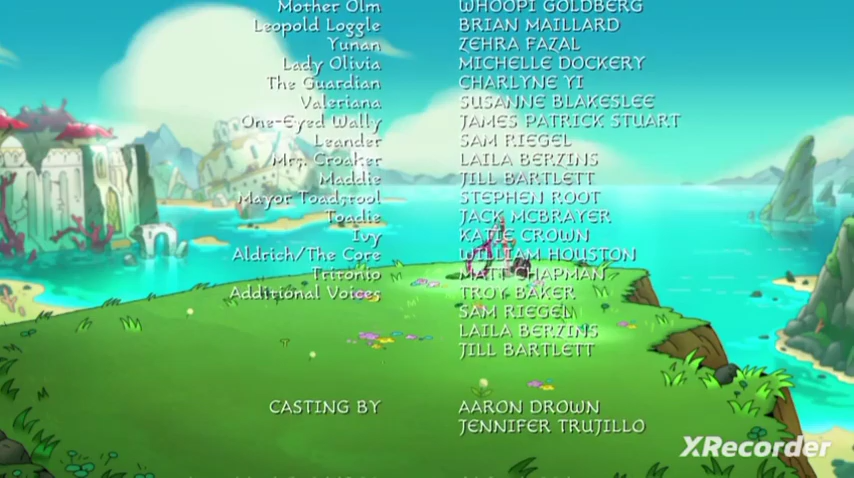 Mother Olm WHOOPI GOLDBERG
Leopold Loggle BRIAN MAILLARD
Yunan ZEHRA FAZAL
Lady Olivia MICHELLE DOCKERY
The Guardian CHARLYNE YI
Valeriana SUSANNE BLAKESLEE
One-Eyed Wally JAMES PATRICK STUART
Leander SAM RIEGEL
Mrs. Croaker LAILA BERZINS
Maddie JILL BARTLETT
Mayor Toadstool STEPHEN ROOT
Toadie JACK MCBRAYER
Ivy KATIE CROWN
Aldrich/The Core WILLIAM HOUSTON
Tritonio MATT CHAPMAN
Additional Voices TROY BAKER
SAM RIEGEL
LAILA BERZINS
JILL BARTLETT
CASTING BY AARON DROWN
JENNIFER TRUJILLO
XRecorder